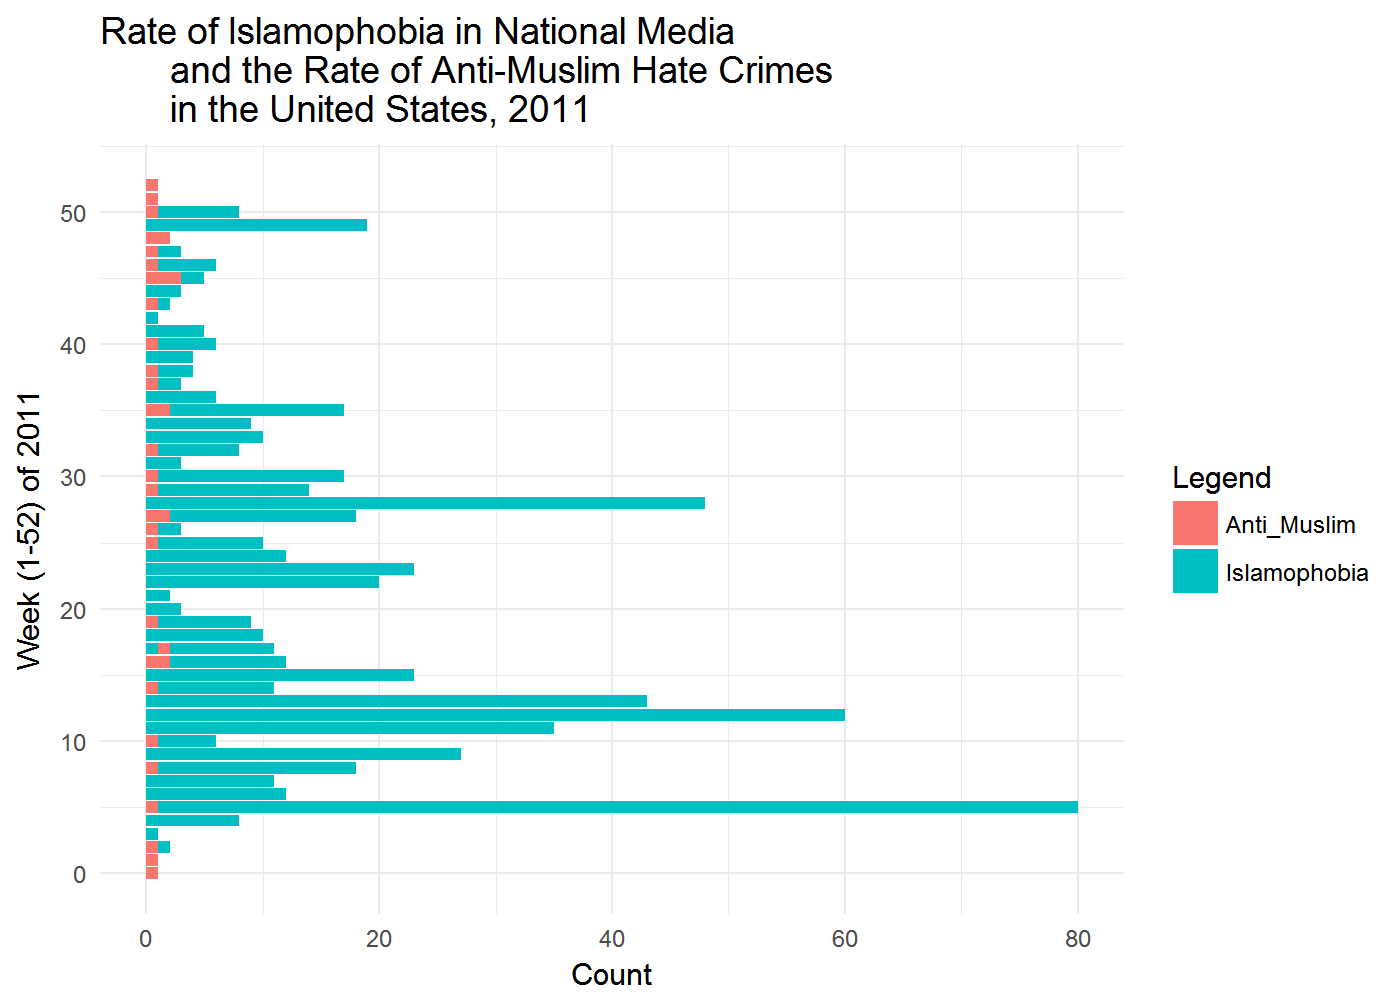 Rate of Islamophobia in National Media
and the Rate of Anti-Muslim Hate Crimes
in the United States, 2011
Week (1-52) of 2011
50
40
30
20
10
0
0 20 40 60 80
Count
Legend
Anti_Muslim
Islamophobia